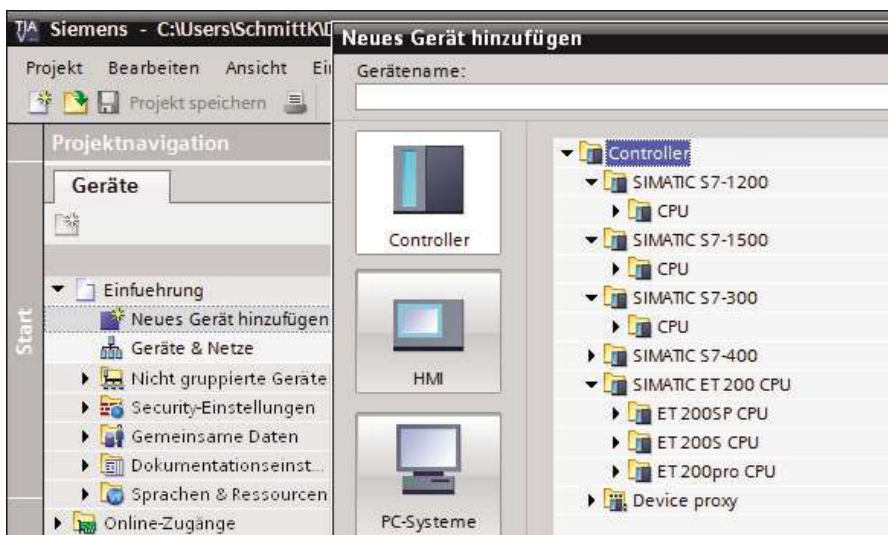 TIA
V_ Siemens - C:\Users\SchmittK\
Neues Gerät hinzufügen
Projekt Bearbeiten Ansicht
Projekt speichern
Gerätename:
Projektnavigation
Geräte
Start
Einfuehrung
Neues Gerät hinzufügen
Geräte & Netze
Nicht gruppierte Geräte
Security-Einstellungen
Gemeinsame Daten
Dokumentationseinst...
Sprachen & Ressourcen
Online-Zugänge
Controller
HMI
PC-Systeme
Controller
SIMATIC S7-1200
CPU
SIMATIC S7-1500
CPU
SIMATIC S7-300
CPU
SIMATIC S7-400
SIMATIC ET 200 CPU
ET 200SP CPU
ET 200S CPU
ET 200pro CPU
Device proxy